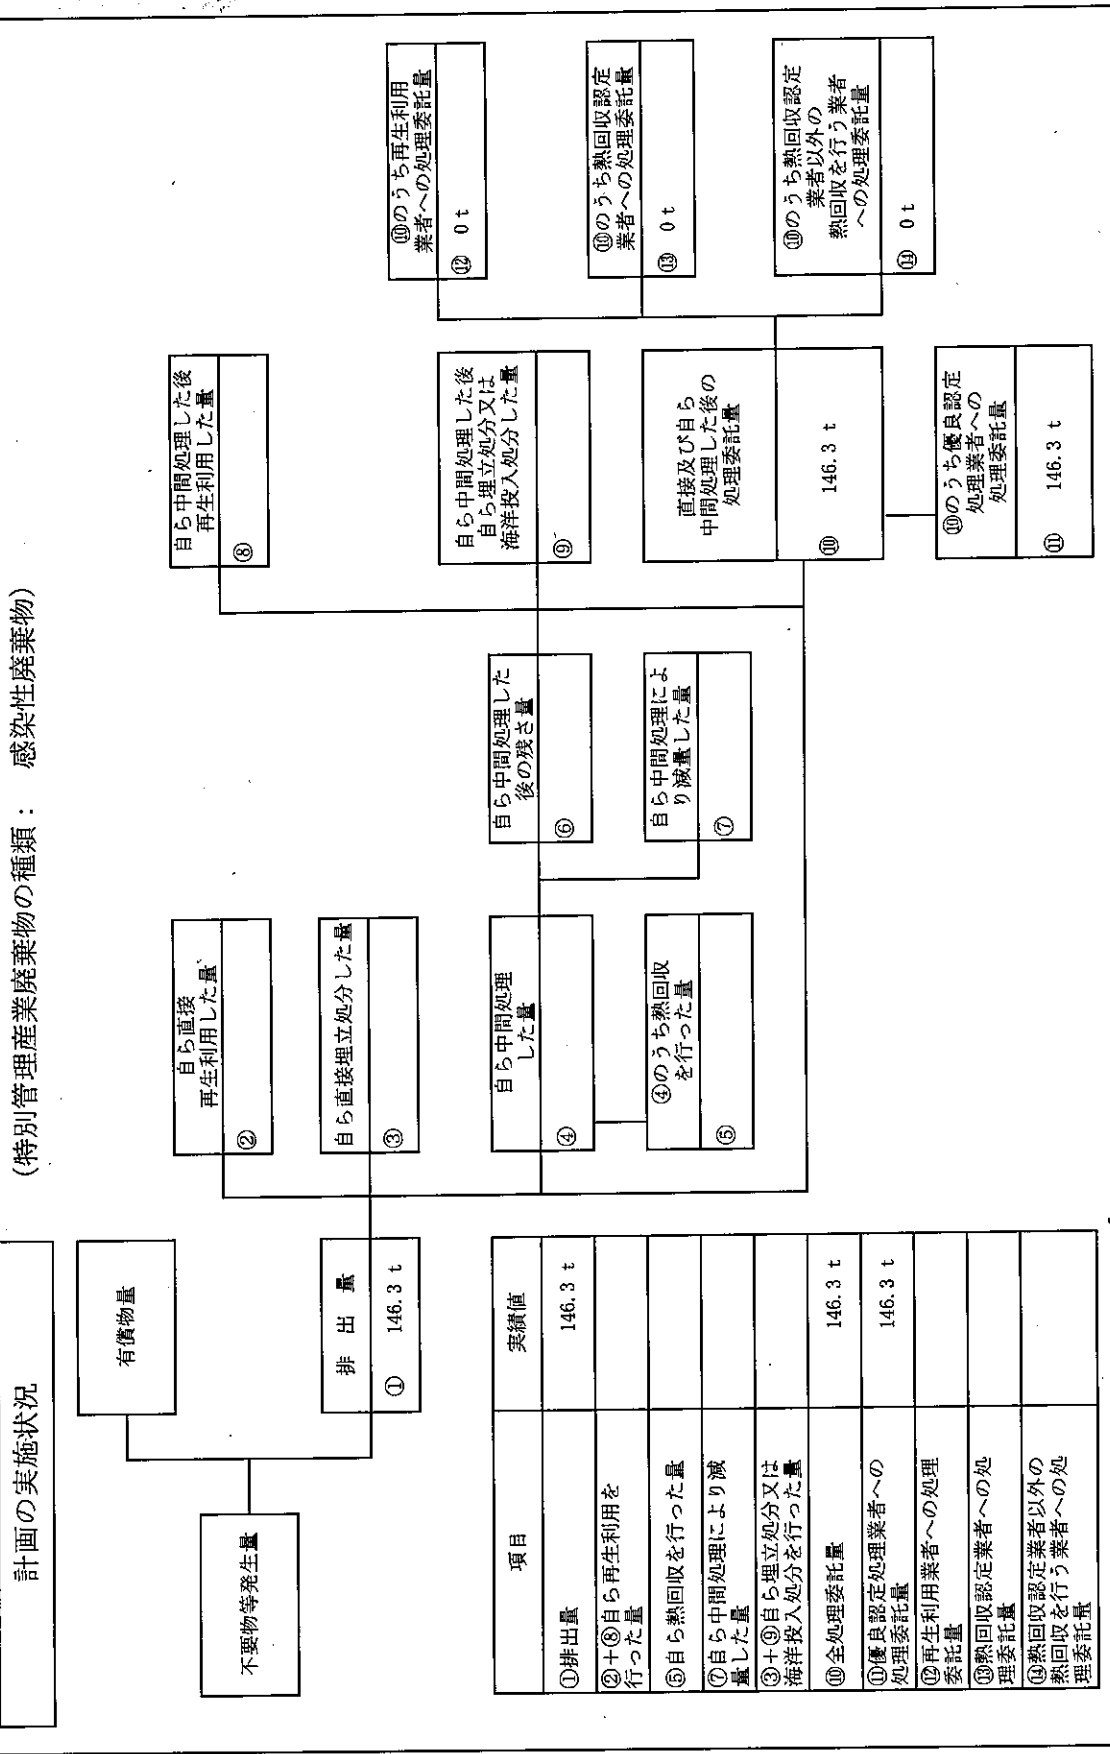 計画の実施状況
(特別管理産業廃棄物の種類： 感染性廃棄物)
不要物等発生量
有償物量
排 出 量
① 146.3 t
自ら直接
再生利用した量
②
自ら直接埋立処分した量
③
自ら中間処理
した量
④
④のうち熱回収
を行った量
⑤
自ら中間処理した
後の残さ量
⑥
自ら中間処理によ
り減量した量
⑦
自ら中間処理した後
再生利用した量
⑧
自ら中間処理した後
自ら埋立処分又は
海洋投入処分した量
⑨
直接及び自ら
中間処理した後の
処理委託量
⑩ 146.3 t
⑩のうち優良認定
処理業者への
処理委託量
⑪ 146.3 t
⑩のうち再生利用
業者への処理委託量
⑫ 0 t
⑩のうち熱回収認定
業者への処理委託量
⑬ 0 t
⑩のうち熱回収認定
業者以外の
熱回収を行う業者
への処理委託量
⑭ 0 t
項目 実績値
①排出量 146.3 t
②+⑧自ら再生利用を
行った量
⑤自ら熱回収を行った量
⑦自ら中間処理により減
量した量
③+⑨自ら埋立処分又は
海洋投入処分を行った量
⑩全処理委託量 146.3 t
⑪優良認定処理業者への
処理委託量 146.3 t
⑫再生利用業者への処理
委託量
⑬熱回収認定業者への処
理委託量
⑭熱回収認定業者以外の
熱回収を行う業者への処
理委託量